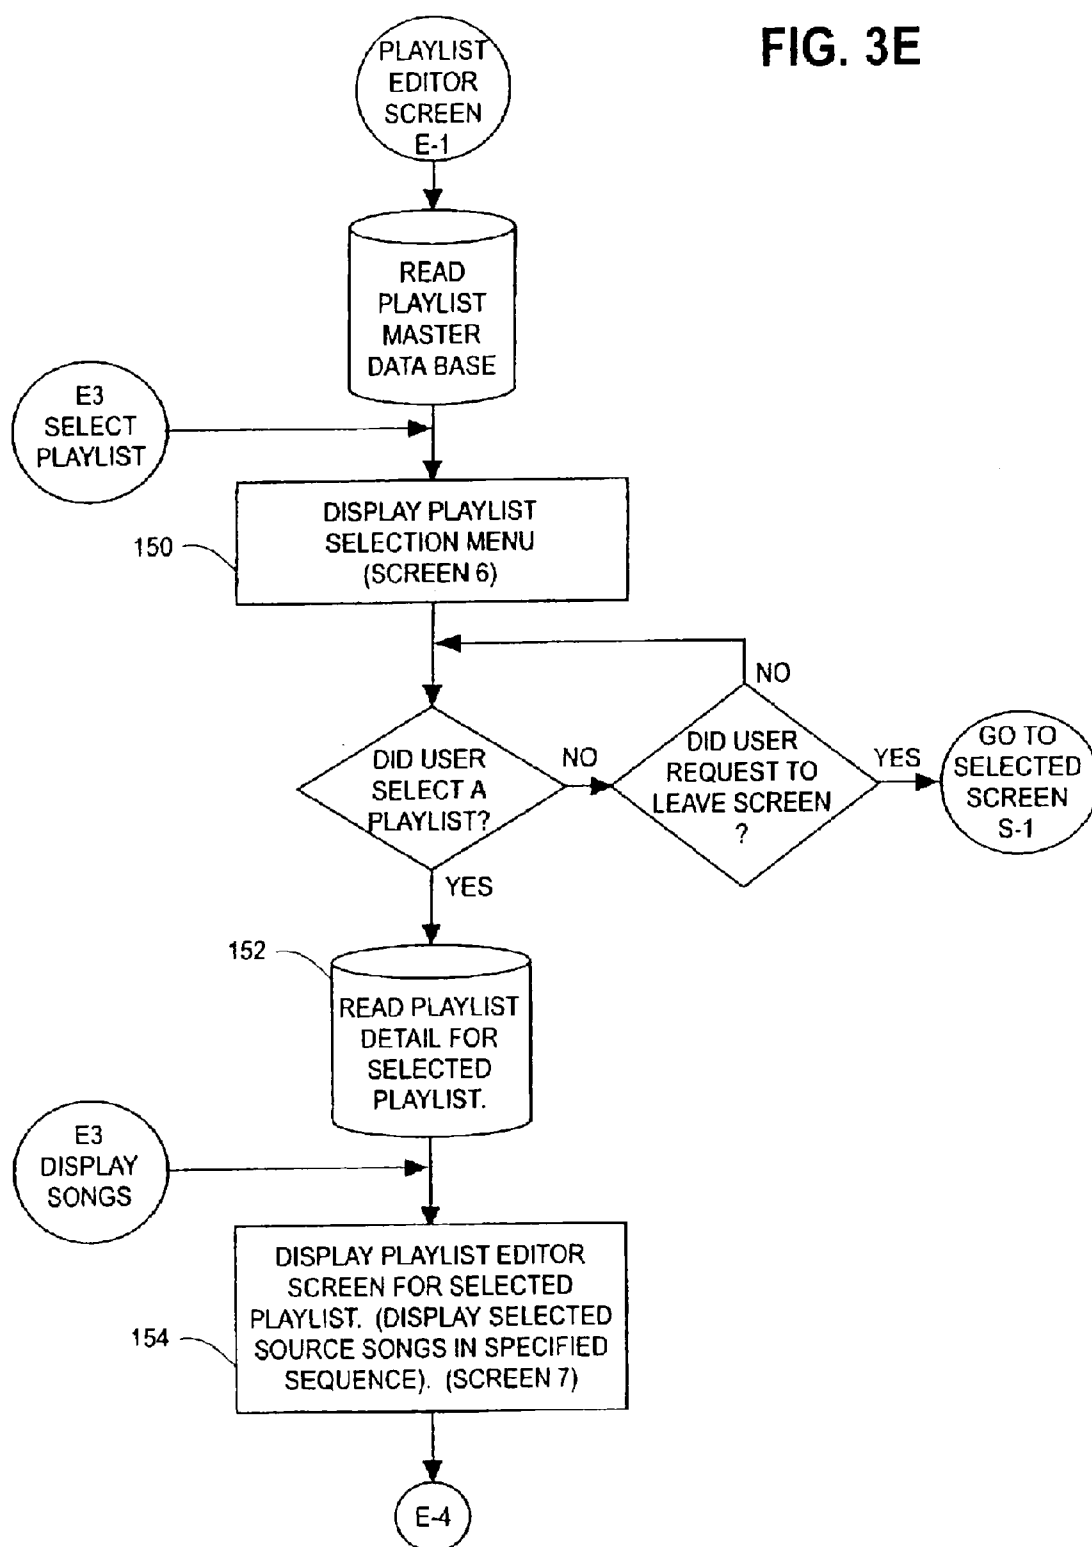 FIG. 3E
PLAYLIST
EDITOR
SCREEN
E-1
READ
PLAYLIST
MASTER
DATA BASE
E3
SELECT
PLAYLIST
DISPLAY PLAYLIST
SELECTION MENU
(SCREEN 6)
150
NO
DID USER
SELECT A
PLAYLIST?
NO
DID USER
REQUEST TO
LEAVE SCREEN
?
YES
GO TO
SELECTED
SCREEN
S-1
YES
152
READ PLAYLIST
DETAIL FOR
SELECTED
PLAYLIST.
E3
DISPLAY
SONGS
DISPLAY PLAYLIST EDITOR
SCREEN FOR SELECTED
PLAYLIST. (DISPLAY SELECTED
SOURCE SONGS IN SPECIFIED
SEQUENCE). (SCREEN 7)
154
E-4